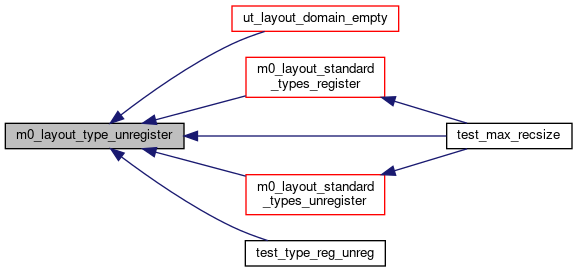 ut_layout_domain_empty
m0_layout_standard
_types_register
m0_layout_type_unregister
test_max_recsize
m0_layout_standard
_types_unregister
test_type_reg_unreg